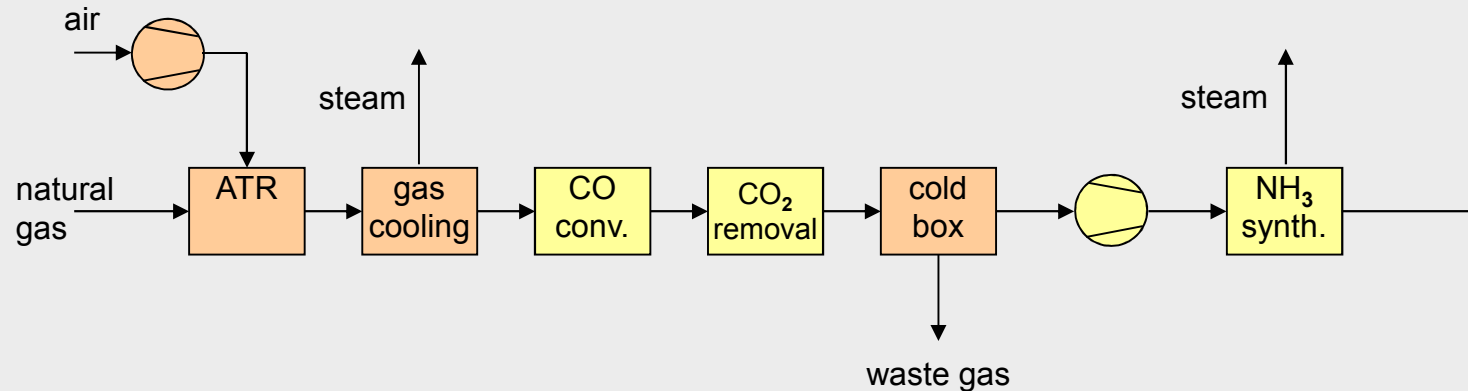 air
steam
steam
natural
gas
ATR
gas
cooling
CO
conv.
CO₂
removal
cold
box
NH₃
synth.
waste gas